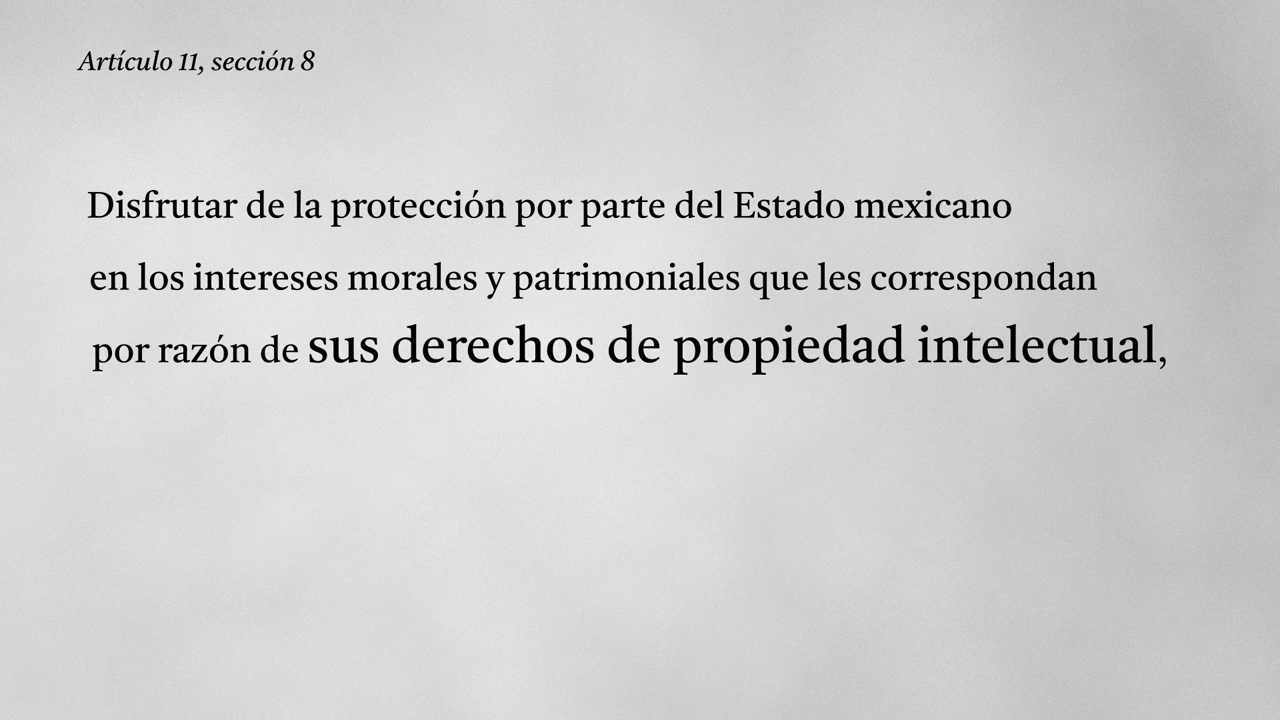 Artículo 11, sección 8
Disfrutar de la protección por parte del Estado mexicano
en los intereses morales y patrimoniales que les correspondan
por razón de sus derechos de propiedad intelectual,